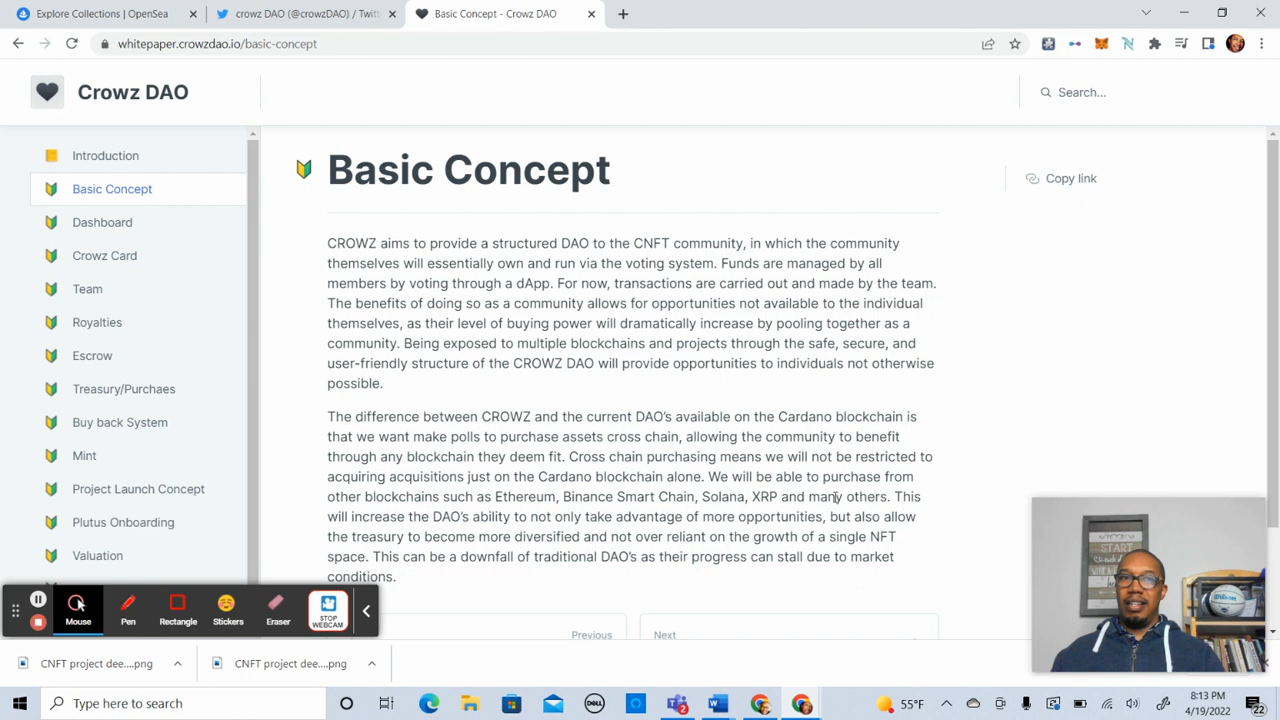 Explore Collections | OpenSea
crowz DAO (@crowzDAO) / Twitt
Basic Concept - Crowz DAO
whitepaper.crowzdao.io/basic-concept
Crowz DAO
Search...
Introduction
Basic Concept
Dashboard
Crowz Card
Team
Royalties
Escrow
Treasury/Purchaes
Buy back System
Mint
Project Launch Concept
Plutus Onboarding
Valuation
Basic Concept
Copy link
CROWZ aims to provide a structured DAO to the CNFT community, in which the community
themselves will essentially own and run via the voting system. Funds are managed by all
members by voting through a dApp. For now, transactions are carried out and made by the team.
The benefits of doing so as a community allows for opportunities not available to the individual
themselves, as their level of buying power will dramatically increase by pooling together as a
community. Being exposed to multiple blockchains and projects through the safe, secure, and
user-friendly structure of the CROWZ DAO will provide opportunities to individuals not otherwise
possible.
The difference between CROWZ and the current DAO's available on the Cardano blockchain is
that we want make polls to purchase assets cross chain, allowing the community to benefit
through any blockchain they deem fit. Cross chain purchasing means we will not be restricted to
acquiring acquisitions just on the Cardano blockchain alone. We will be able to purchase from
other blockchains such as Ethereum, Binance Smart Chain, Solana, XRP and many others. This
will increase the DAO's ability to not only take advantage of more opportunities, but also allow
the treasury to become more diversified and not over reliant on the growth of a single NFT
space. This can be a downfall of traditional DAO's as their progress can stall due to market
conditions.
Previous
Next
Mouse
Pen
Rectangle
Stickers
Eraser
STOP
WEBCAM
START
CNFT project dee....png
CNFT project dee....png
Type here to search
DELL
55°F
8:13 PM
4/19/2022
22